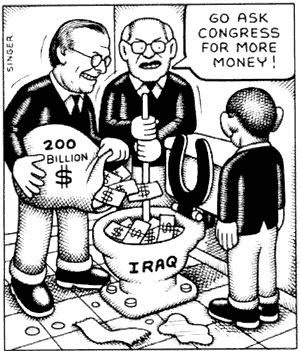 SINGER
GO ASK
CONGRESS
FOR MORE
MONEY!
200
BILLION
$
IRAQ